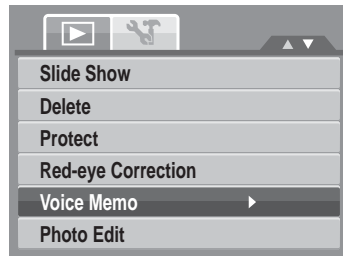 Slide Show
Delete
Protect
Red-eye Correction
Voice Memo
Photo Edit